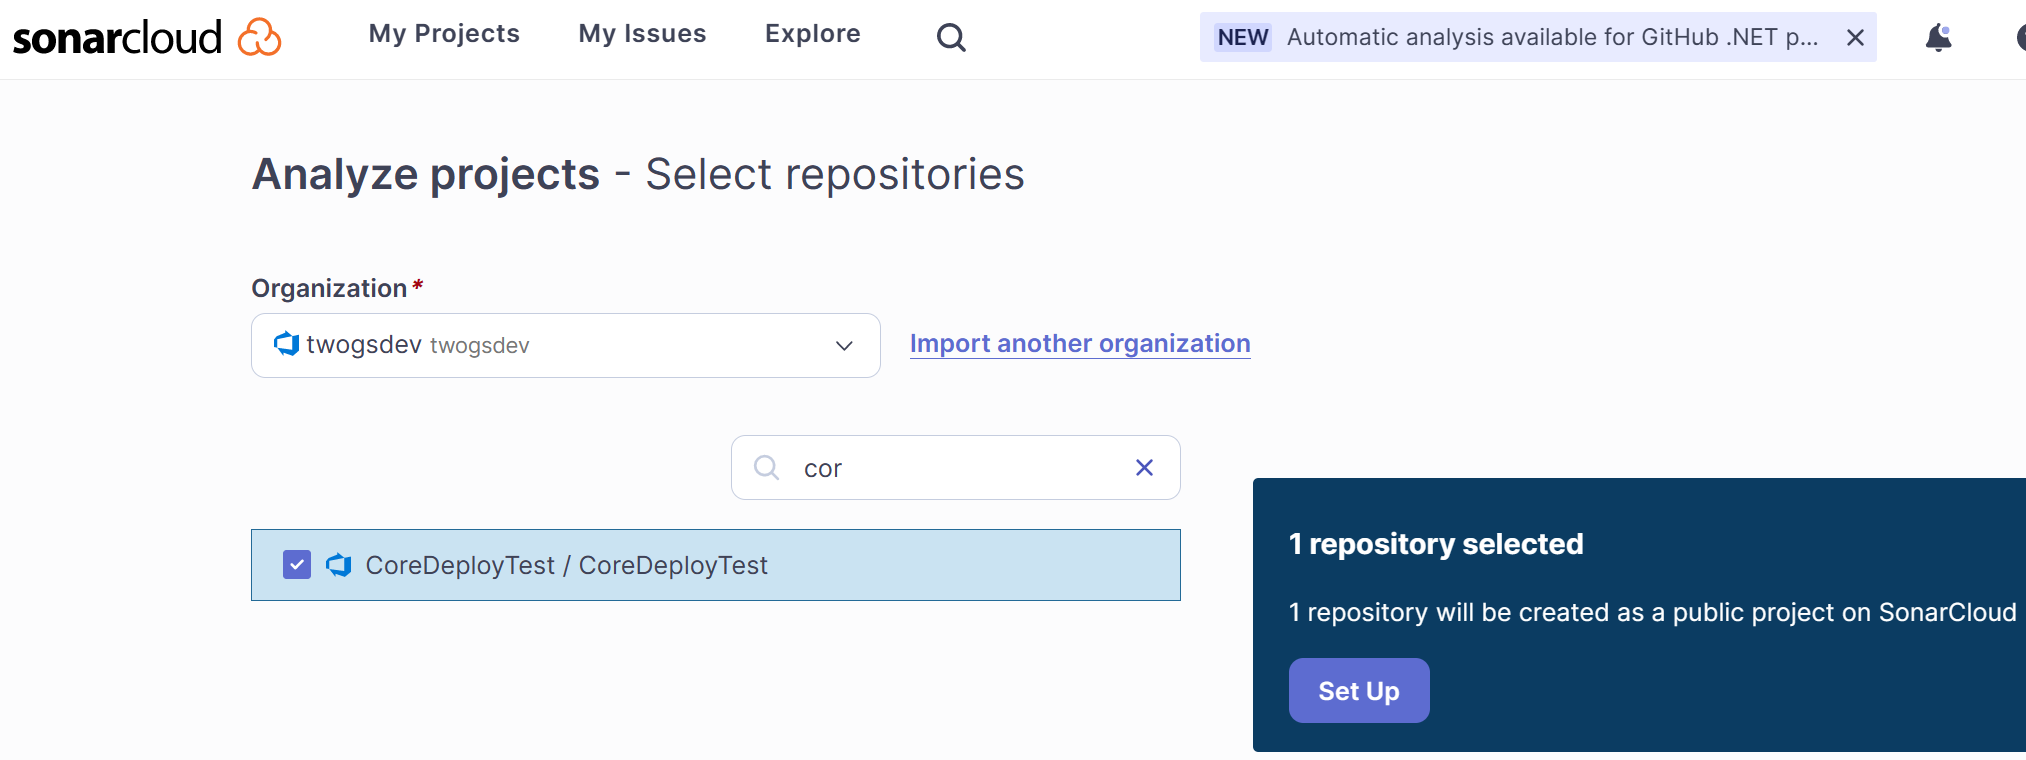 sonarcloud My Projects My Issues Explore NEW Automatic analysis available for GitHub .NET p...
Analyze projects - Select repositories
Organization*
twogsdev twogsdev
Import another organization
cor
CoreDeployTest / CoreDeployTest
1 repository selected
1 repository will be created as a public project on SonarCloud
Set Up